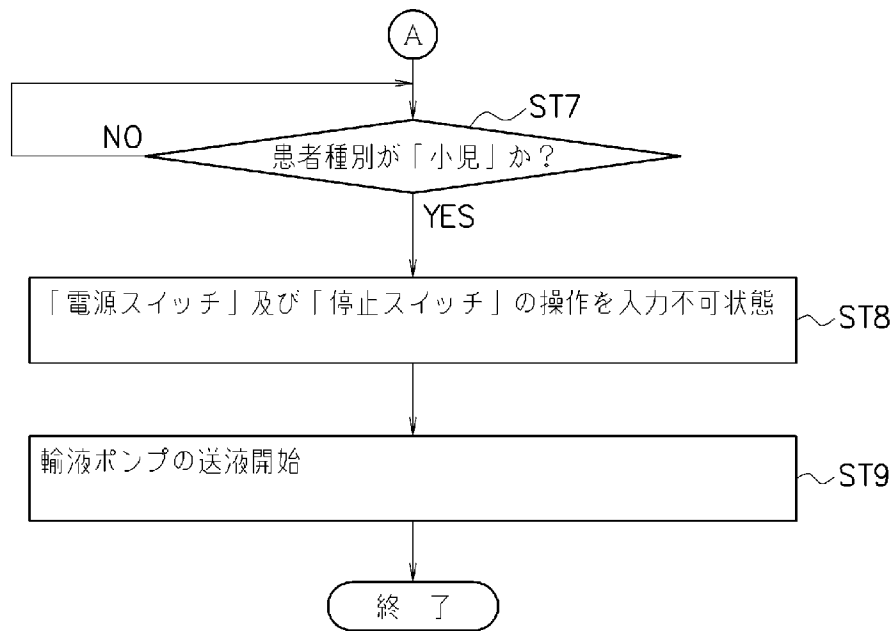 A
ST7
NO
患者種別が「小児」か？
YES
「電源スイッチ」及び「停止スイッチ」の操作を入力不可状態
ST8
輸液ポンプの送液開始
ST9
終 了